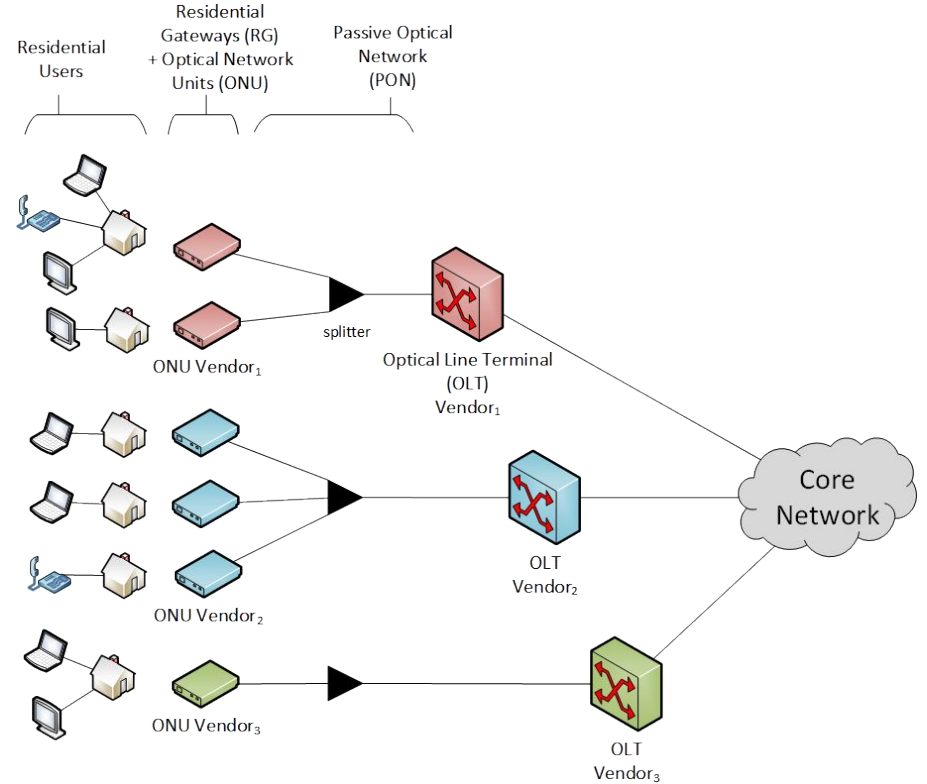 Residential
Users
Residential
Gateways (RG)
+ Optical Network
Units (ONU)
Passive Optical
Network
(PON)
splitter
ONU Vendor₁
Optical Line Terminal
(OLT)
Vendor₁
Core
Network
OLT
Vendor₂
ONU Vendor₂
ONU Vendor₃
OLT
Vendor₃